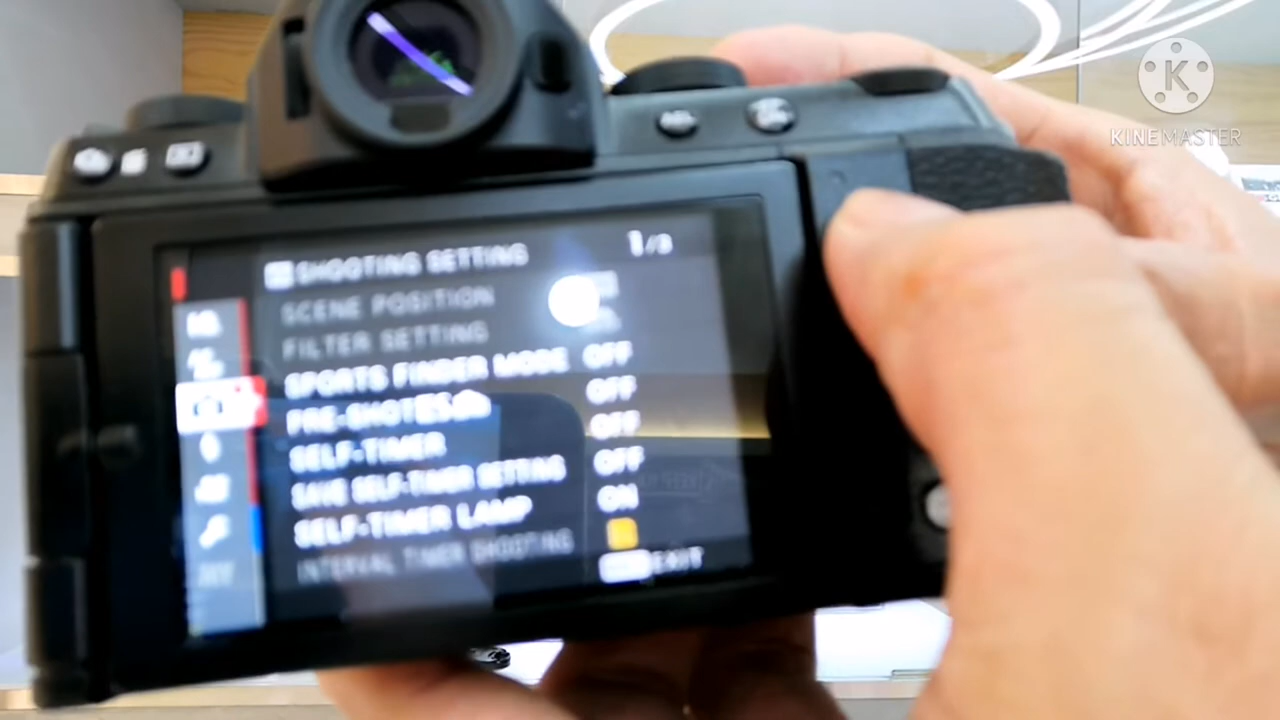 KINEMASTER
SHOOTING SETTING 1/3
SCENE POSITION
FILTER SETTING
SPORTS FINDER MODE OFF
PRE-SHOT ES OFF
SELF-TIMER OFF
SAVE SELF-TIMER SETTING OFF
SELF-TIMER LAMP ON
INTERVAL TIMER SHOOTING
EXIT